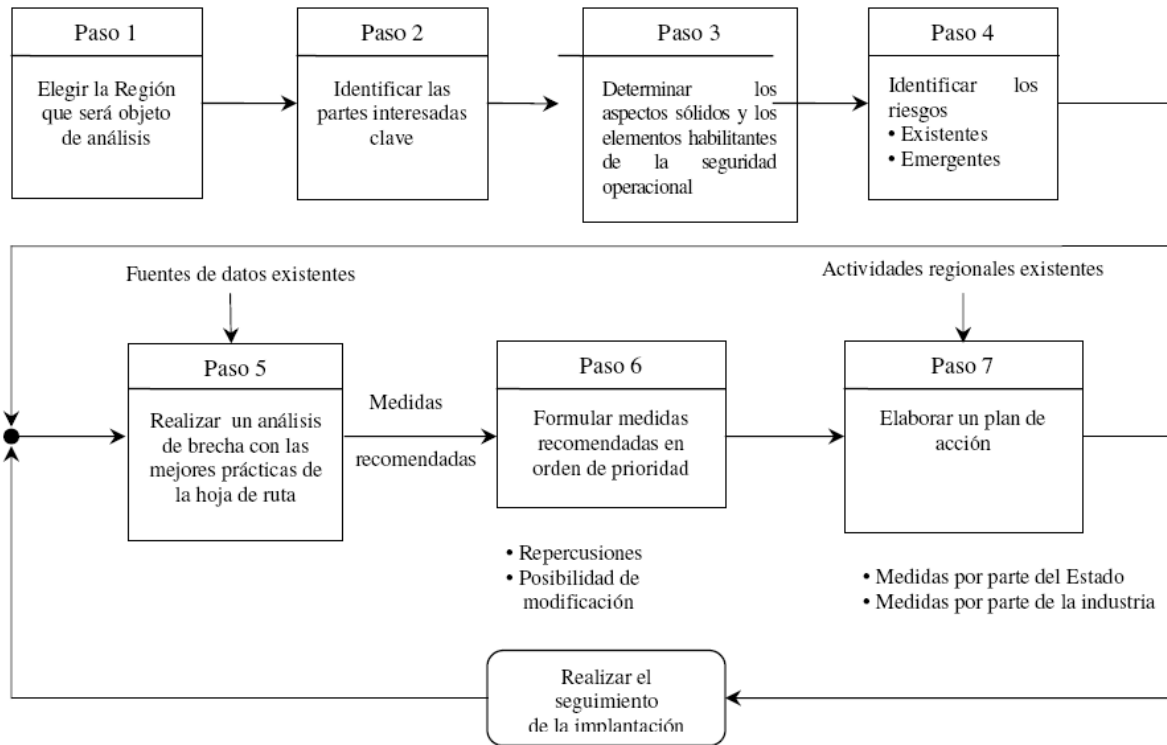 Paso 1
Elegir la Región
que será objeto
de análisis
Paso 2
Identificar las
partes interesadas
clave
Paso 3
Determinar los
aspectos sólidos y los
elementos habilitantes
de la seguridad
operacional
Paso 4
Identificar los
riesgos
• Existentes
• Emergentes
Fuentes de datos existentes
Actividades regionales existentes
Paso 5
Realizar un análisis
de brecha con las
mejores prácticas de
la hoja de ruta
Medidas
recomendadas
Paso 6
Formular medidas
recomendadas en
orden de prioridad
Paso 7
Elaborar un plan de
acción
• Repercusiones
• Posibilidad de
modificación
• Medidas por parte del Estado
• Medidas por parte de la industria
Realizar el
seguimiento
de la implantación